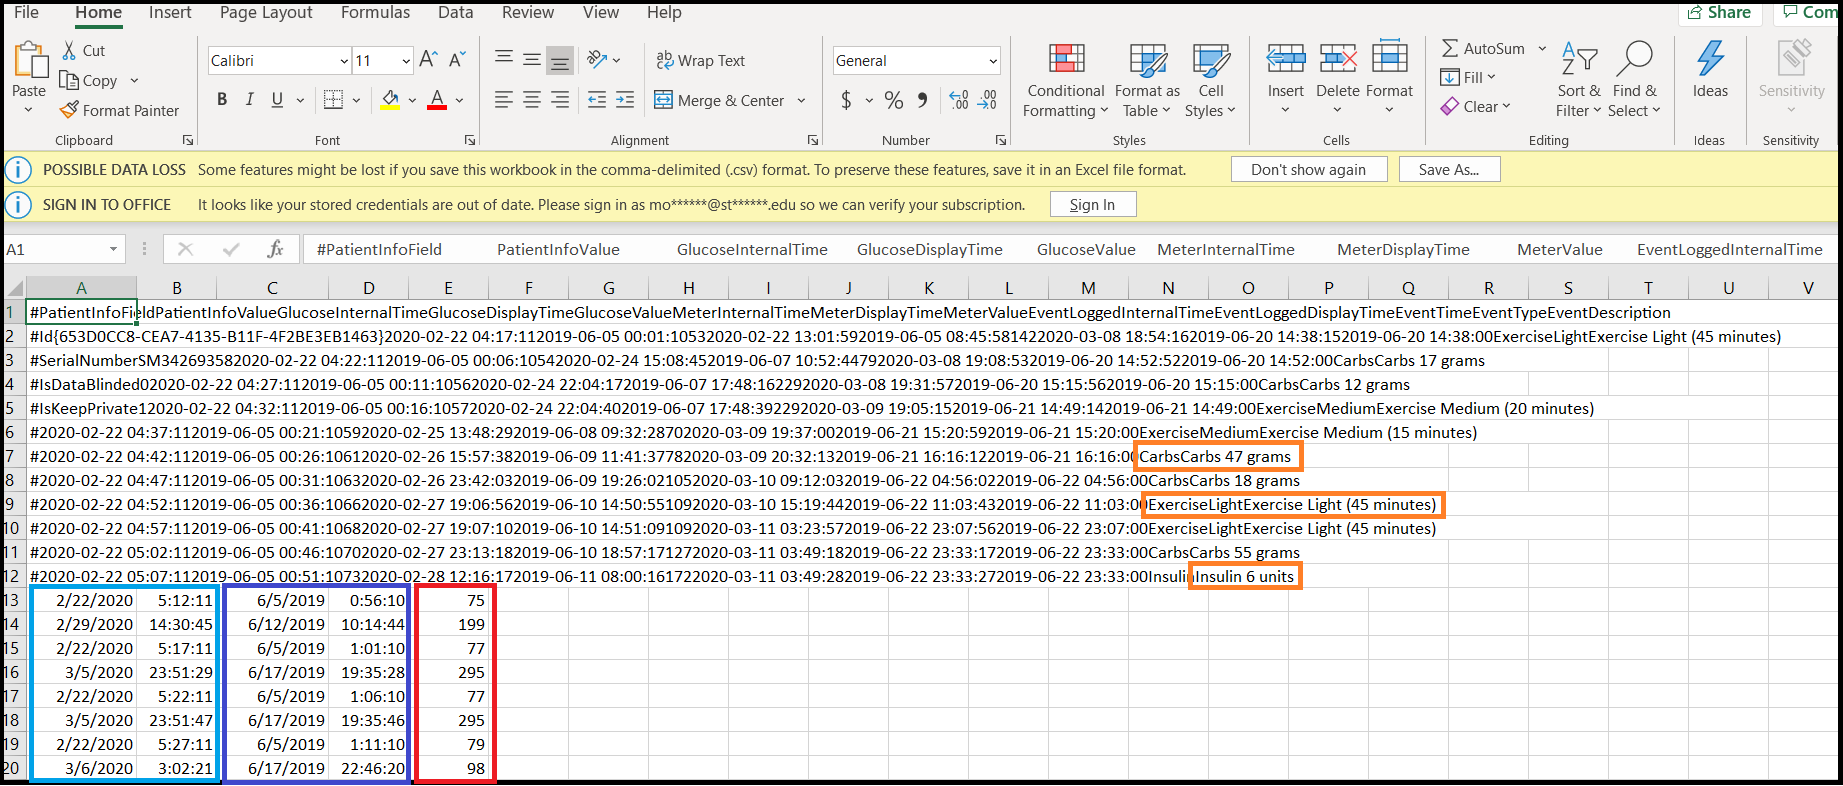 File Home Insert Page Layout Formulas Data Review View Help Share Com
Cut
Copy
Format Painter
Paste
Clipboard
Calibri 11 A A
B I U A
Font
ab Wrap Text
Merge & Center
Alignment
General
$ % 9 .00 .00
Number
Conditional Formatting
Format as Table
Cell Styles
Styles
Insert Delete Format
Cells
AutoSum
Fill
Clear
Sort & Filter
Find & Select
Editing
Ideas
Ideas
Sensitivity
Sensitivity
POSSIBLE DATA LOSS Some features might be lost if you save this workbook in the comma-delimited (.csv) format. To preserve these features, save it in an Excel file format. Don't show again Save As...
SIGN IN TO OFFICE It looks like your stored credentials are out of date. Please sign in as mo******@st******.edu so we can verify your subscription. Sign In
A1 fx #PatientInfoField PatientInfoValue GlucoseInternalTime GlucoseDisplayTime GlucoseValue MeterInternalTime MeterDisplayTime MeterValue EventLoggedInternalTime
A B C D E F G H I J K L M N O P Q R S T U V
1 #PatientInfoFieldPatientInfoValueGlucoseInternalTimeGlucoseDisplayTimeGlucoseValueMeterInternalTimeMeterDisplayTimeMeterValueEventLoggedInternalTimeEventLoggedDisplayTimeEventTimeEventTypeEventDescription
2 #Id{653D0CC8-CEA7-4135-B11F-4F2BE3EB1463}2020-02-22 04:17:112019-06-05 00:01:10532020-02-22 13:01:592019-06-05 08:45:581422020-03-08 18:54:162019-06-20 14:38:152019-06-20 14:38:00ExerciseLightExercise Light (45 minutes)
3 #SerialNumberSM342693582020-02-22 04:22:112019-06-05 00:06:10542020-02-24 15:08:452019-06-07 10:52:44792020-03-08 19:08:532019-06-20 14:52:522019-06-20 14:52:00CarbsCarbs 17 grams
4 #IsDataBlinded02020-02-22 04:27:112019-06-05 00:11:10562020-02-24 22:04:172019-06-07 17:48:162292020-03-08 19:31:572019-06-20 15:15:562019-06-20 15:15:00CarbsCarbs 12 grams
5 #IsKeepPrivate12020-02-22 04:32:112019-06-05 00:16:10572020-02-24 22:04:402019-06-07 17:48:392292020-03-09 19:05:152019-06-21 14:49:142019-06-21 14:49:00ExerciseMediumExercise Medium (20 minutes)
6 #2020-02-22 04:37:112019-06-05 00:21:10592020-02-25 13:48:292019-06-08 09:32:28702020-03-09 19:37:002019-06-21 15:20:592019-06-21 15:20:00ExerciseMediumExercise Medium (15 minutes)
7 #2020-02-22 04:42:112019-06-05 00:26:10612020-02-26 15:57:382019-06-09 11:41:37782020-03-09 20:32:132019-06-21 16:16:122019-06-21 16:16:00CarbsCarbs 47 grams
8 #2020-02-22 04:47:112019-06-05 00:31:10632020-02-26 23:42:032019-06-09 19:26:021052020-03-10 09:12:032019-06-22 04:56:022019-06-22 04:56:00CarbsCarbs 18 grams
9 #2020-02-22 04:52:112019-06-05 00:36:10662020-02-27 19:06:562019-06-10 14:50:551092020-03-10 15:19:442019-06-22 11:03:432019-06-22 11:03:00ExerciseLightExercise Light (45 minutes)
10 #2020-02-22 04:57:112019-06-05 00:41:10682020-02-27 19:07:102019-06-10 14:51:091092020-03-11 03:23:572019-06-22 23:07:562019-06-22 23:07:00ExerciseLightExercise Light (45 minutes)
11 #2020-02-22 05:02:112019-06-05 00:46:10702020-02-27 23:13:182019-06-10 18:57:171272020-03-11 03:49:182019-06-22 23:33:172019-06-22 23:33:00CarbsCarbs 55 grams
12 #2020-02-22 05:07:112019-06-05 00:51:10732020-02-28 12:16:172019-06-11 08:00:161722020-03-11 03:49:282019-06-22 23:33:272019-06-22 23:33:00InsulinInsulin 6 units
13 2/22/2020 5:12:11 6/5/2019 0:56:10 75
14 2/29/2020 14:30:45 6/12/2019 10:14:44 199
15 2/22/2020 5:17:11 6/5/2019 1:01:10 77
16 3/5/2020 23:51:29 6/17/2019 19:35:28 295
17 2/22/2020 5:22:11 6/5/2019 1:06:10 77
18 3/5/2020 23:51:47 6/17/2019 19:35:46 295
19 2/22/2020 5:27:11 6/5/2019 1:11:10 79
20 3/6/2020 3:02:21 6/17/2019 22:46:20 98